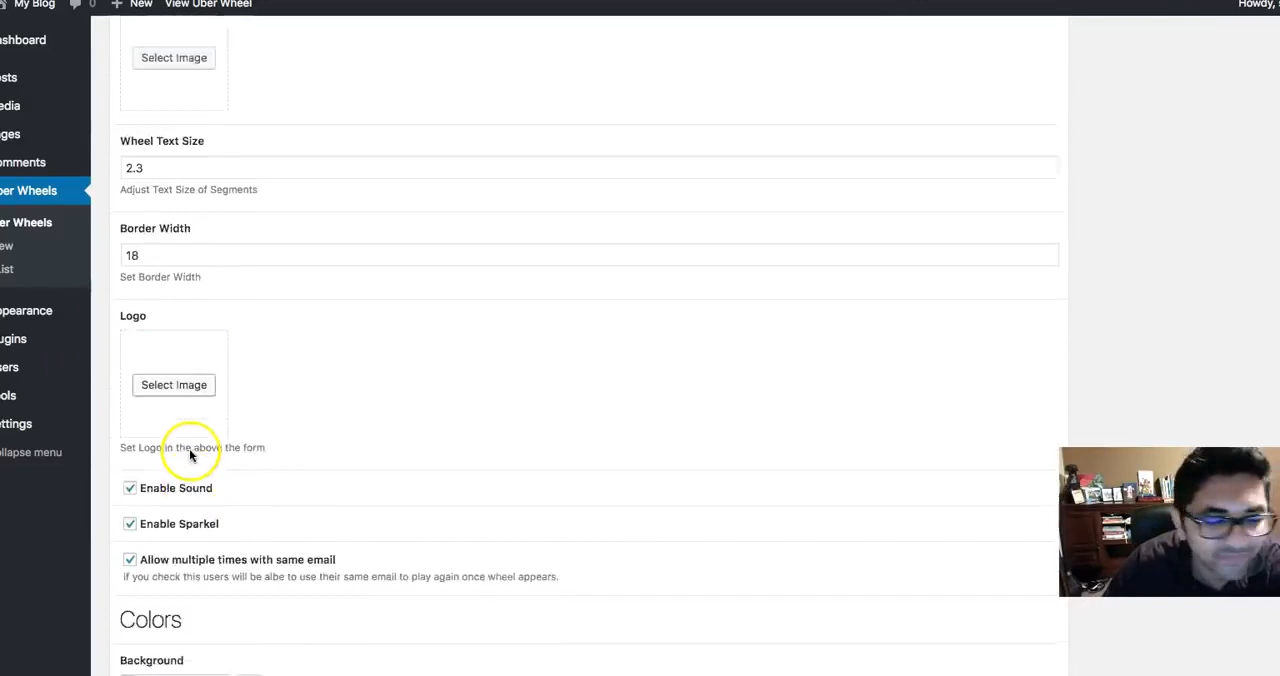 My Blog 0 New View Uber Wheel Howdy,
ashboard
sts
edia
ges
omments
ber Wheels
er Wheels
ew
ist
ppearance
ugins
sers
ols
ettings
ollapse menu
Select Image
Wheel Text Size
2.3
Adjust Text Size of Segments
Border Width
18
Set Border Width
Logo
Select Image
Set Logo in the above the form
Enable Sound
Enable Sparkel
Allow multiple times with same email
if you check this users will be albe to use their same email to play again once wheel appears.
Colors
Background